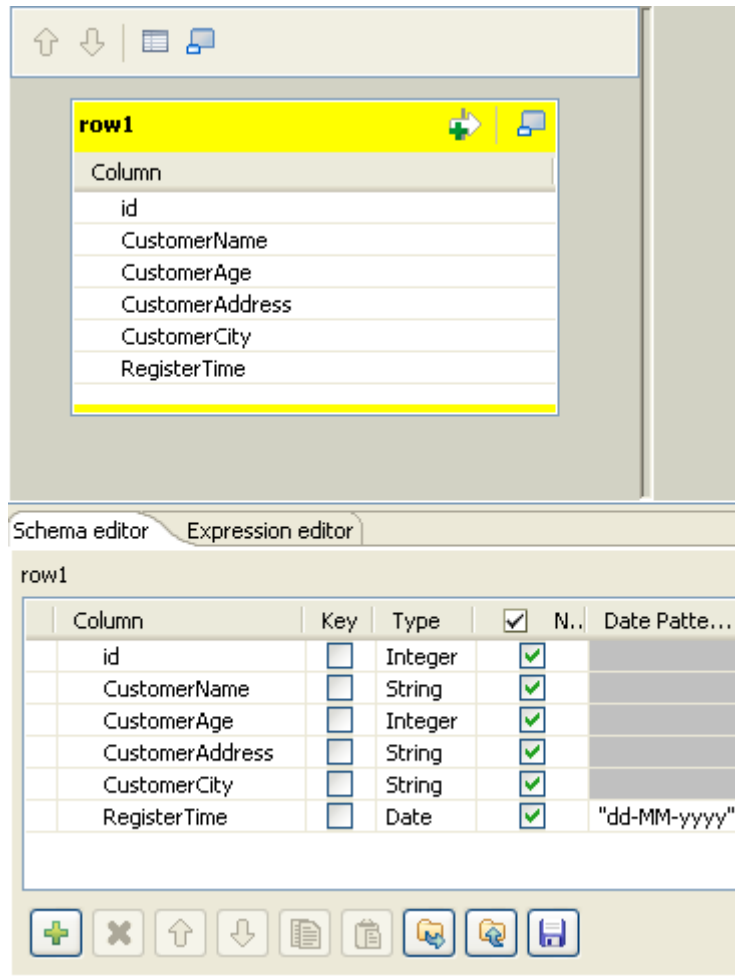 row1
Column
id
CustomerName
CustomerAge
CustomerAddress
CustomerCity
RegisterTime
Schema editor Expression editor
row1
Column Key Type N.. Date Patte...
id Integer
CustomerName String
CustomerAge Integer
CustomerAddress String
CustomerCity String
RegisterTime Date "dd-MM-yyyy"